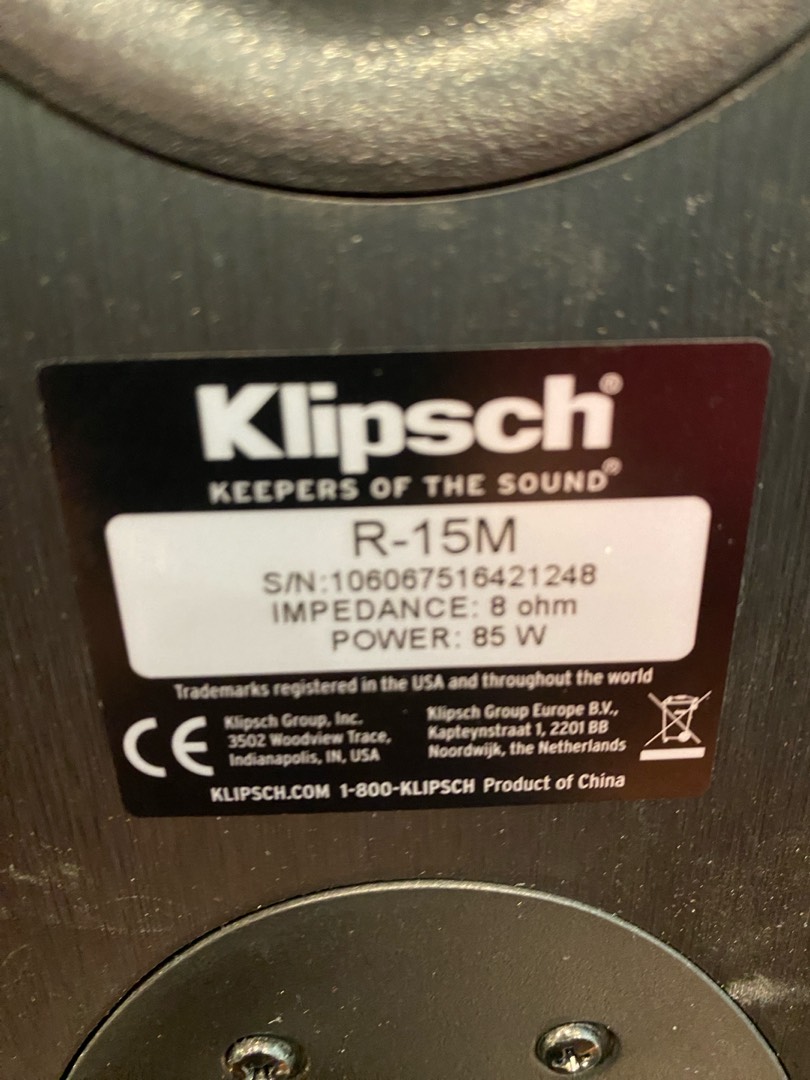 Klipsch®
KEEPERS OF THE SOUND®
R-15M
S/N:106067516421248
IMPEDANCE: 8 ohm
POWER: 85 W
Trademarks registered in the USA and throughout the world
Klipsch Group, Inc.
3502 Woodview Trace,
Indianapolis, IN, USA
Klipsch Group Europe B.V.,
Kapteynstraat 1, 2201 BB
Noordwijk, the Netherlands
CE
KLIPSCH.COM 1-800-KLIPSCH Product of China